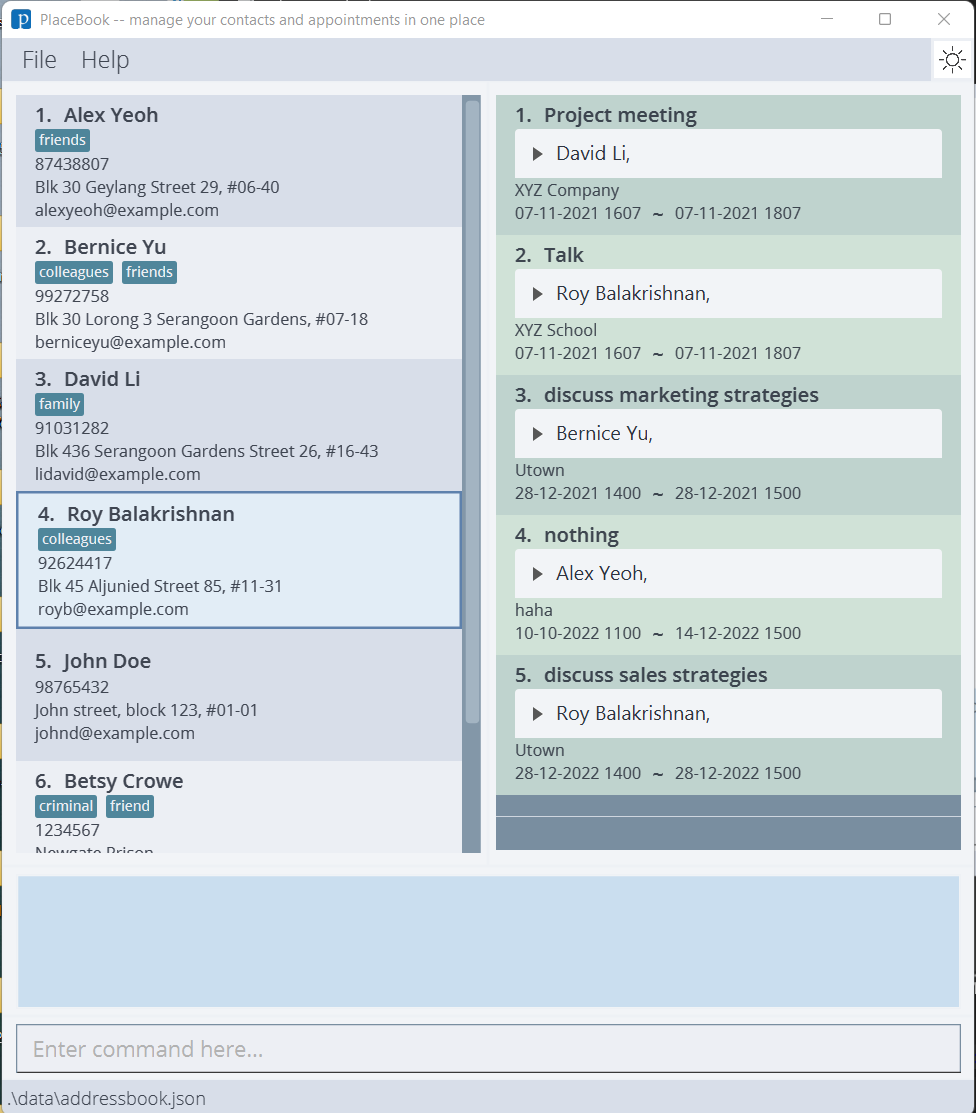 PlaceBook -- manage your contacts and appointments in one place
File Help
1. Alex Yeoh
friends
87438807
Blk 30 Geylang Street 29, #06-40
alexyeoh@example.com
2. Bernice Yu
colleagues friends
99272758
Blk 30 Lorong 3 Serangoon Gardens, #07-18
berniceyu@example.com
3. David Li
family
91031282
Blk 436 Serangoon Gardens Street 26, #16-43
lidavid@example.com
4. Roy Balakrishnan
colleagues
92624417
Blk 45 Aljunied Street 85, #11-31
royb@example.com
5. John Doe
98765432
John street, block 123, #01-01
johnd@example.com
6. Betsy Crowe
criminal friend
1234567
Newgate Prison
1. Project meeting
David Li,
XYZ Company
07-11-2021 1607 ~ 07-11-2021 1807
2. Talk
Roy Balakrishnan,
XYZ School
07-11-2021 1607 ~ 07-11-2021 1807
3. discuss marketing strategies
Bernice Yu,
Utown
28-12-2021 1400 ~ 28-12-2021 1500
4. nothing
Alex Yeoh,
haha
10-10-2022 1100 ~ 14-12-2022 1500
5. discuss sales strategies
Roy Balakrishnan,
Utown
28-12-2022 1400 ~ 28-12-2022 1500
Enter command here...
.\data\addressbook.json